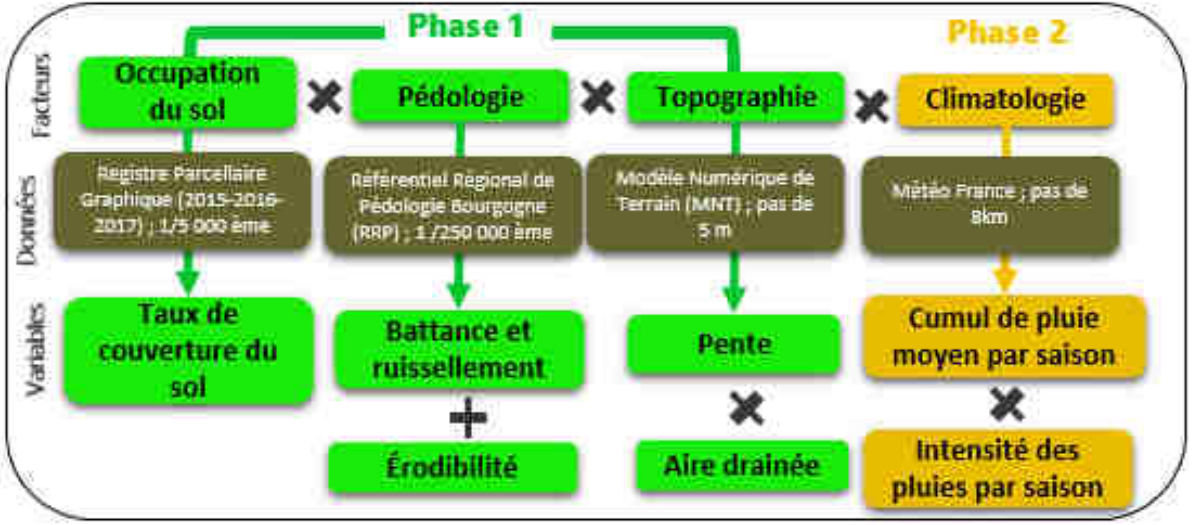 Phase 1
Phase 2
Facteurs
Occupation
du sol
Pédologie
Topographie
Climatologie
Données
Registre Parcellaire
Graphique (2015-2016-
2017) ; 1/5 000 ème
Référentiel Régional de
Pédologie Bourgogne
(RRP) ; 1 /250 000 ème
Modèle Numérique de
Terrain (MNT) ; pas de
5 m
Météo France ; pas de
8km
Variables
Taux de
couverture du
sol
Battance et
ruissellement
Pente
Cumul de pluie
moyen par saison
Érodibilité
Aire drainée
Intensité des
pluies par saison